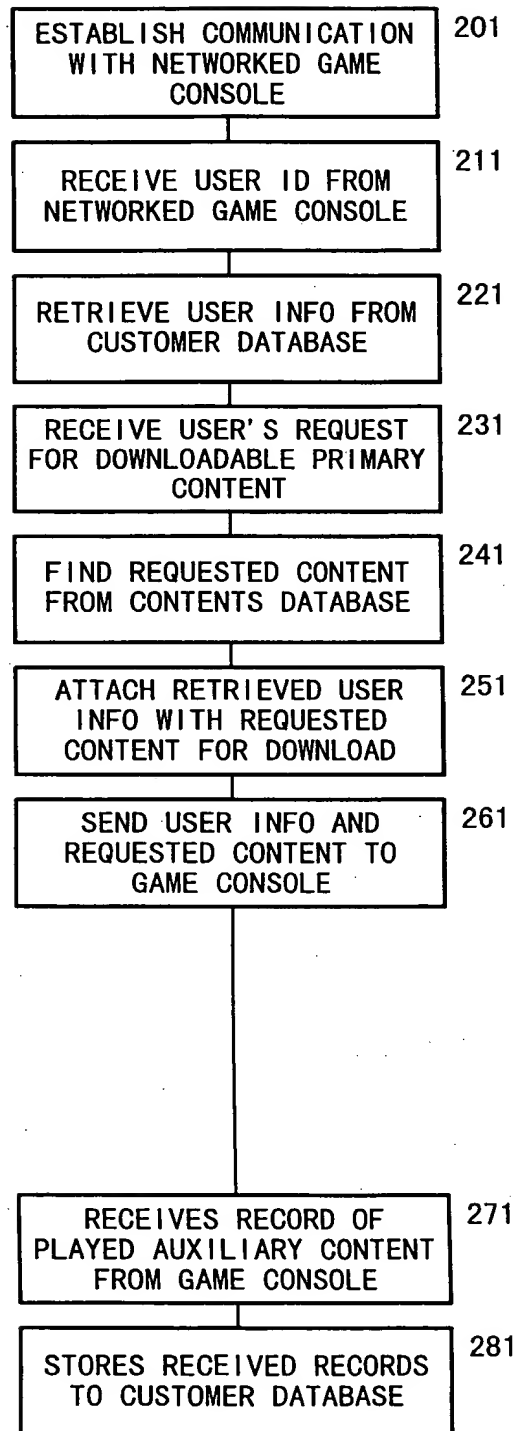 ESTABLISH COMMUNICATION
WITH NETWORKED GAME
CONSOLE
201
RECEIVE USER ID FROM
NETWORKED GAME CONSOLE
211
RETRIEVE USER INFO FROM
CUSTOMER DATABASE
221
RECEIVE USER'S REQUEST
FOR DOWNLOADABLE PRIMARY
CONTENT
231
FIND REQUESTED CONTENT
FROM CONTENTS DATABASE
241
ATTACH RETRIEVED USER
INFO WITH REQUESTED
CONTENT FOR DOWNLOAD
251
SEND USER INFO AND
REQUESTED CONTENT TO
GAME CONSOLE
261
RECEIVES RECORD OF
PLAYED AUXILIARY CONTENT
FROM GAME CONSOLE
271
STORES RECEIVED RECORDS
TO CUSTOMER DATABASE
281